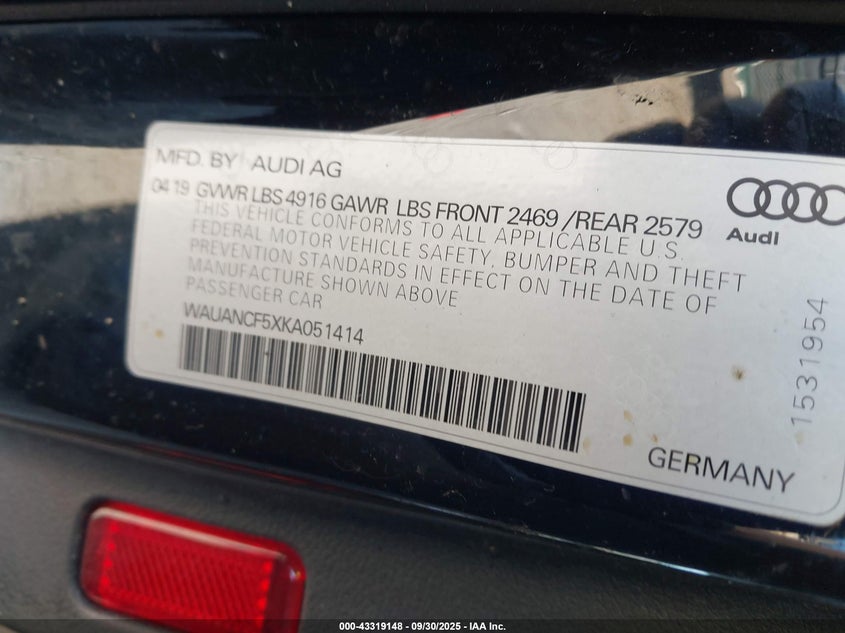 MFD. BY AUDI AG
04 19 GVWR LBS 4916 GAWR LBS FRONT 2469 /REAR 2579
THIS VEHICLE CONFORMS TO ALL APPLICABLE U.S.
FEDERAL MOTOR VEHICLE SAFETY, BUMPER AND THEFT
PREVENTION STANDARDS IN EFFECT ON THE DATE OF
MANUFACTURE SHOWN ABOVE
PASSENGER CAR
WAUANCF5XKA051414
Audi
1531954
GERMANY
000-43319148 - 09/30/2025 - IAA Inc.